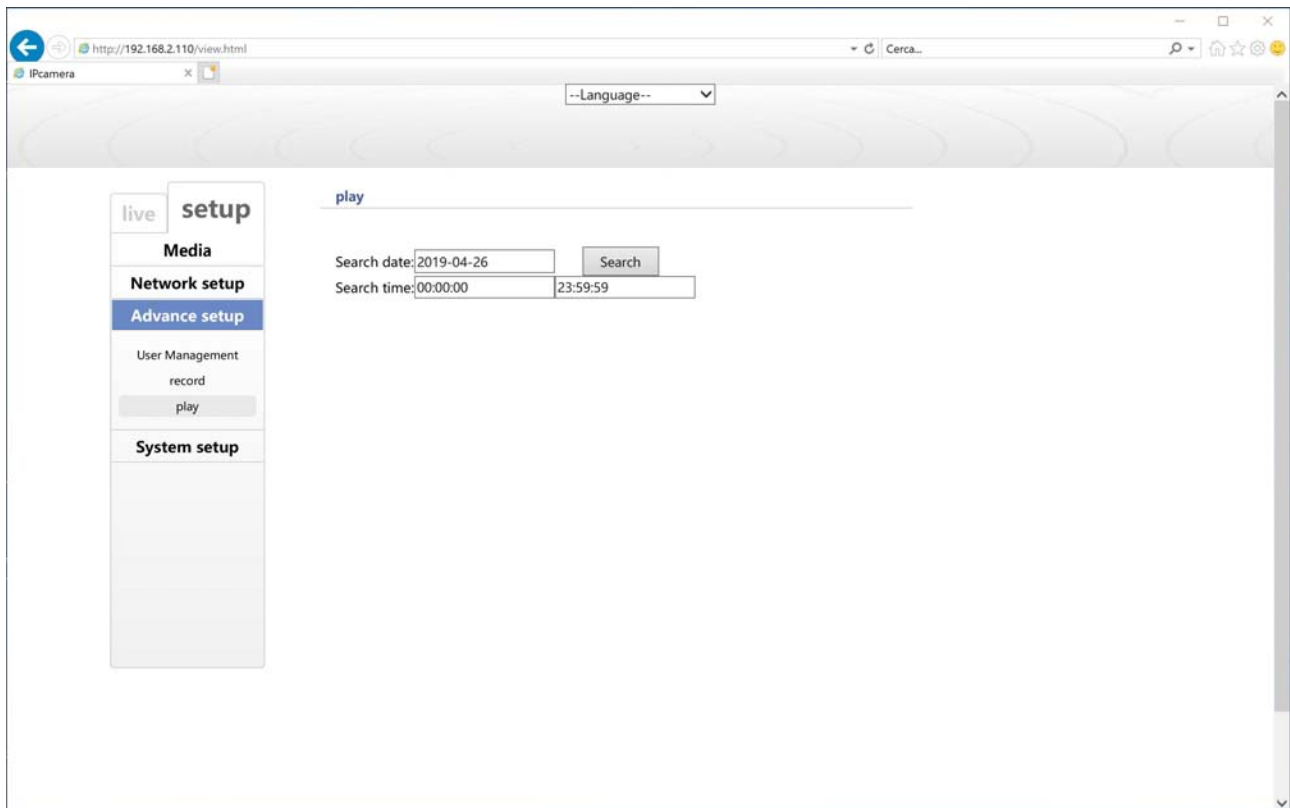 http://192.168.2.110/view.html
Cerca...
IPcamera
--Language--
live
setup
Media
Network setup
Advance setup
User Management
record
play
System setup
play
Search date: 2019-04-26 Search
Search time: 00:00:00 23:59:59